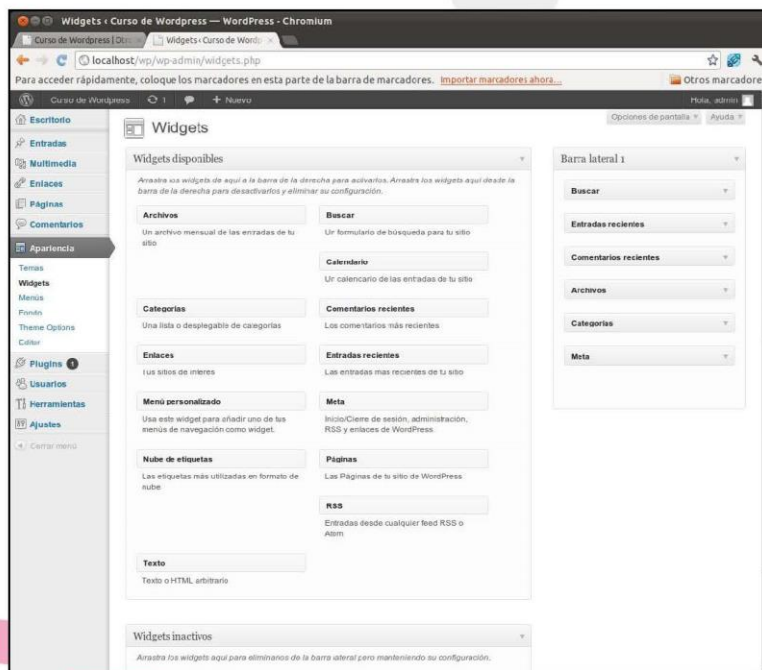 Widgets ‹ Curso de Wordpress — WordPress - Chromium
Curso de Wordpress | Otro
Widgets ‹ Curso de Wordp
localhost/wp/wp-admin/widgets.php
Para acceder rápidamente, coloque los marcadores en esta parte de la barra de marcadores. Importar marcadores ahora...
Otros marcadore
Curso de Wordpress 1 + Nuevo
Hola, admin
Escritorio
Entradas
Multimedia
Enlaces
Páginas
Comentarios
Apariencia
Temas
Widgets
Menús
Fondo
Theme Options
Editor
Plugins 1
Usuarios
Herramientas
Ajustes
Cerrar menú
Opciones de pantalla
Ayuda
Widgets
Widgets disponibles
Arrastra los widgets de aquí a la barra de la derecha para activarlos. Arrastra los widgets aquí desde la
barra de la derecha para desactivarlos y eliminar su configuración.
Archivos
Un archivo mensual de las entradas de tu
sitio
Buscar
Un formulario de búsqueda para tu sitio
Calendario
Un calendario de las entradas de tu sitio
Categorías
Una lista o desplegable de categorías
Comentarios recientes
Los comentarios más recientes
Enlaces
Tus sitios de interes
Entradas recientes
Las entradas mas recientes de tu sitio
Menú personalizado
Usa este widget para añadir uno de tus
menús de navegación como widget.
Meta
Inicio/Cierre de sesión, administración,
RSS y enlaces de WordPress.
Nube de etiquetas
Las etiquetas más utilizadas en formato de
nube
Páginas
Las Páginas de tu sitio de WordPress
RSS
Entradas desde cualquier feed RSS o
Atom
Texto
Texto o HTML arbitrario
Widgets inactivos
Arrastra los widgets aquí para eliminarlos de la barra lateral pero manteniendo su configuración.
Barra lateral 1
Buscar
Entradas recientes
Comentarios recientes
Archivos
Categorías
Meta